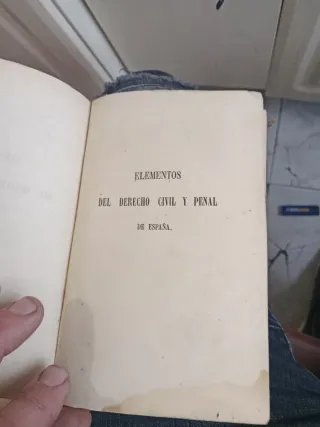 ELEMENTOS
DEL DERECHO CIVIL Y PENAL
DE ESPAÑA.